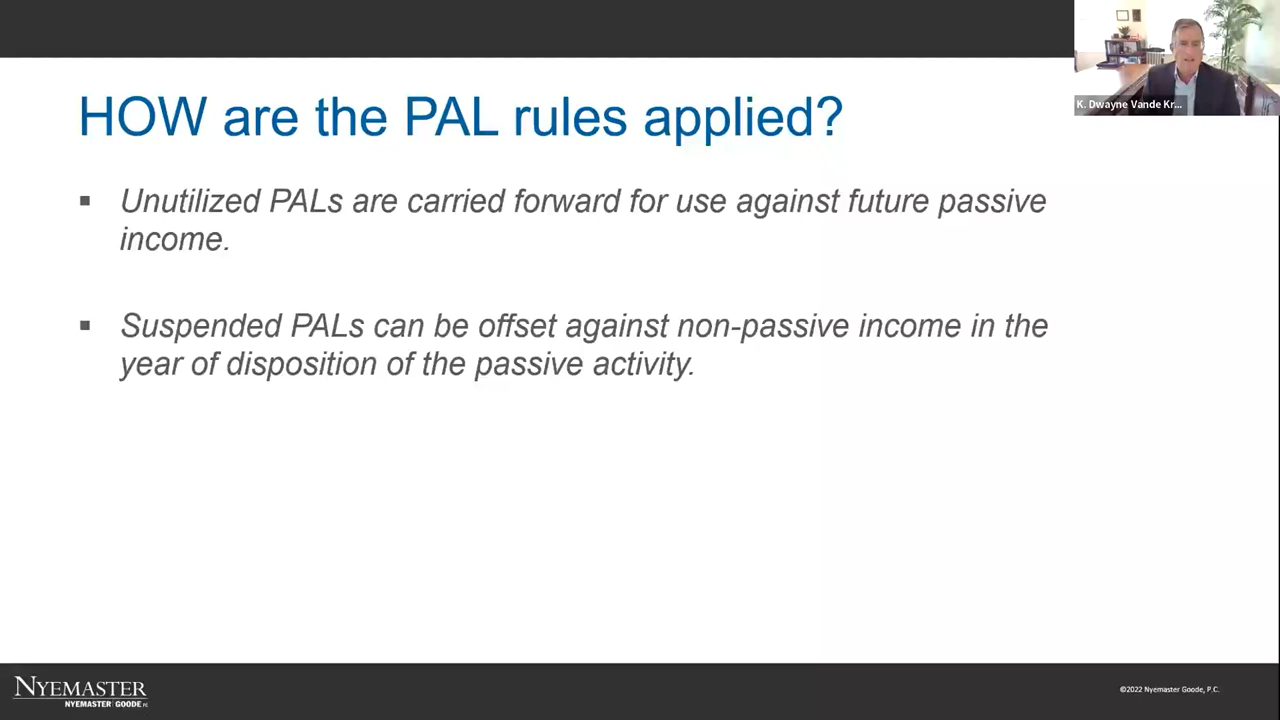 K. Dwayne Vande Kr...
HOW are the PAL rules applied?
▪ Unutilized PALs are carried forward for use against future passive
income.
▪ Suspended PALs can be offset against non-passive income in the
year of disposition of the passive activity.
NYEMASTER
NYEMASTER GOODE PC
©2022 Nyemaster Goode, P.C.